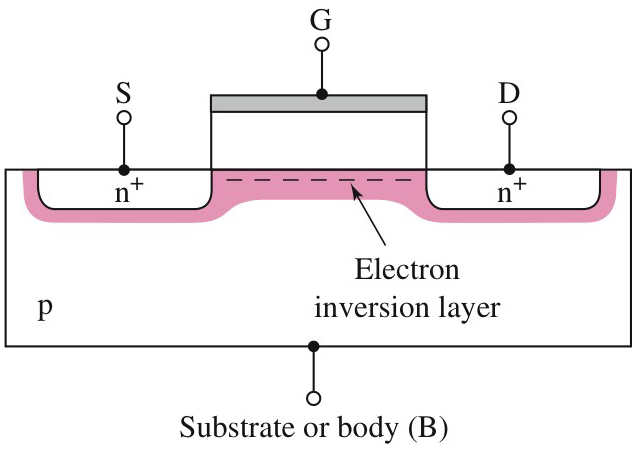 G
S
D
n⁺
n⁺
Electron
inversion layer
p
Substrate or body (B)